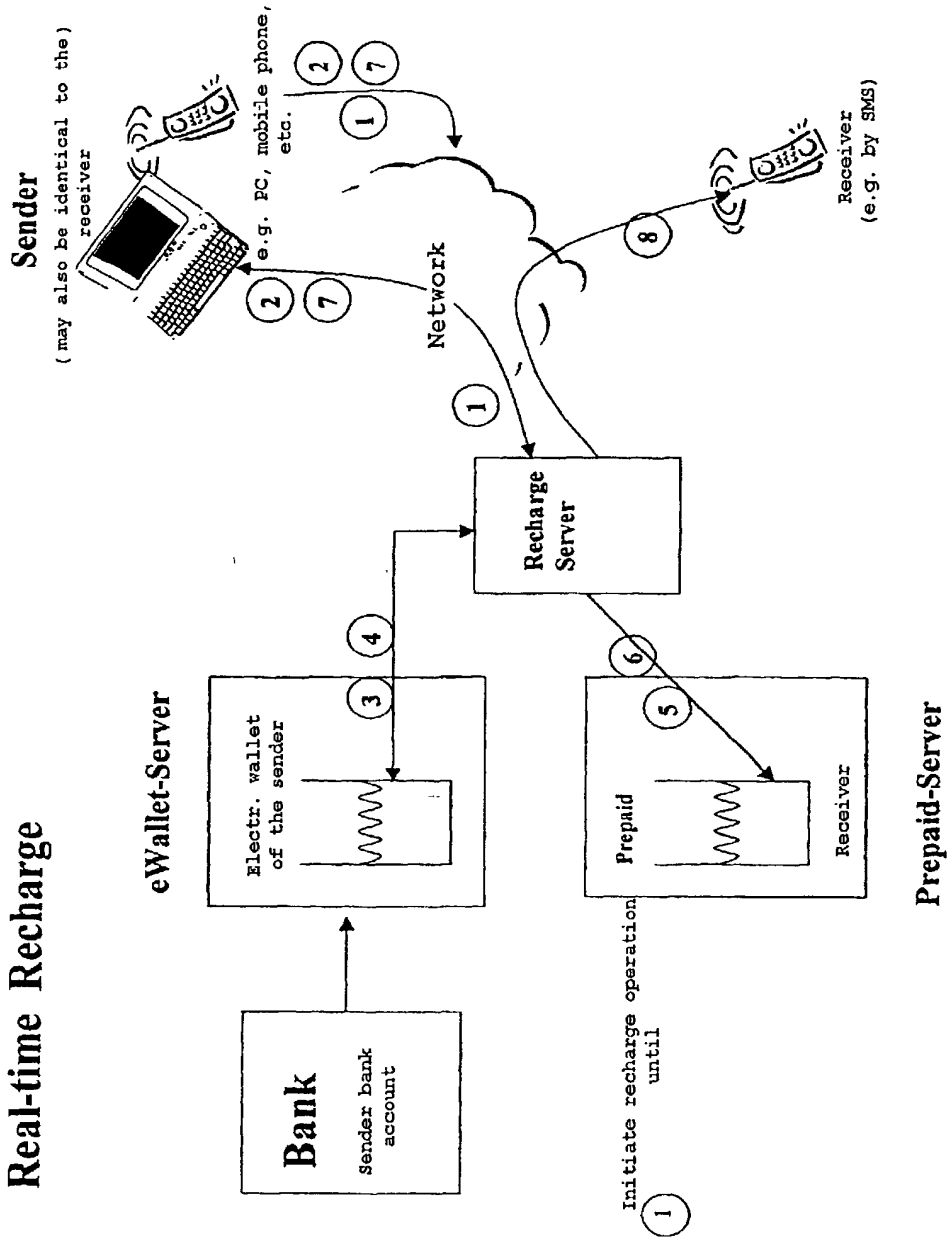 Real-time Recharge
Bank
Sender bank
account
eWallet-Server
Electr. wallet
of the sender
3
4
Recharge
Server
1
Network
2
7
Sender
(may also be identical to the)
receiver
e.g. PC, mobile phone,
etc.
1
2
7
8
Receiver
(e.g. by SMS)
6
5
Prepaid
Receiver
Prepaid-Server
Initiate recharge operation
until
1